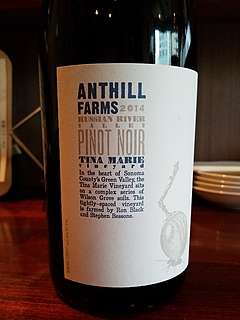 ANTHILL
FARMS 2014
RUSSIAN RIVER
VALLEY
PINOT NOIR
TINA MARIE
vineyard
In the heart of Sonoma
County's Green Valley, the
Tina Marie Vineyard sits
on a complex series of
Wilson Grove soils. This
tightly-spaced vineyard
is farmed by Ron Black
and Stephen Sessone.